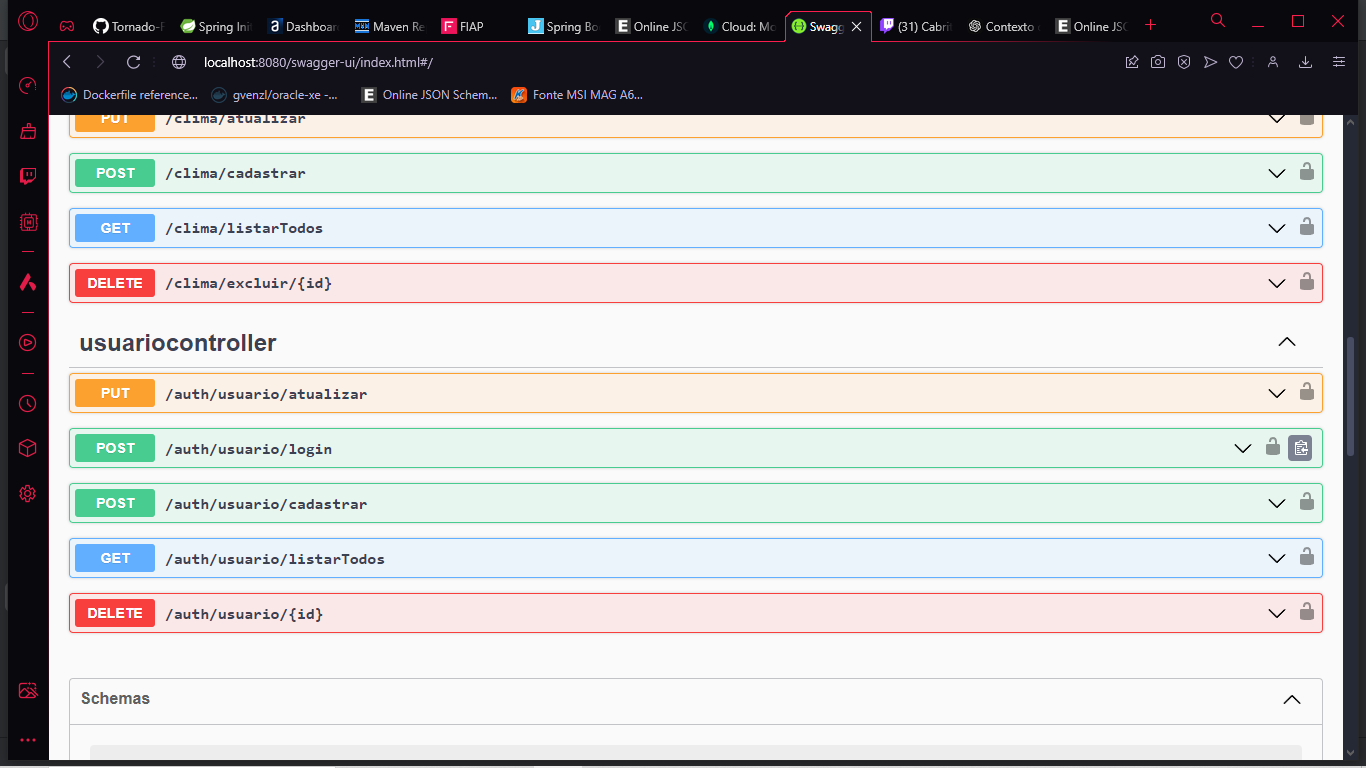 Tornado-F Spring Ini Dashboar Maven Re FIAP Spring Bo Online JSC Cloud: Mo Swagg (31) Cabrit Contexto Online JSC
localhost:8080/swagger-ui/index.html#/
Dockerfile reference... gvenzl/oracle-xe -... Online JSON Schem... Fonte MSI MAG A6...
PUT /clima/atualizar
POST /clima/cadastrar
GET /clima/listarTodos
DELETE /clima/excluir/{id}
usuariocontroller
PUT /auth/usuario/atualizar
POST /auth/usuario/login
POST /auth/usuario/cadastrar
GET /auth/usuario/listarTodos
DELETE /auth/usuario/{id}
Schemas